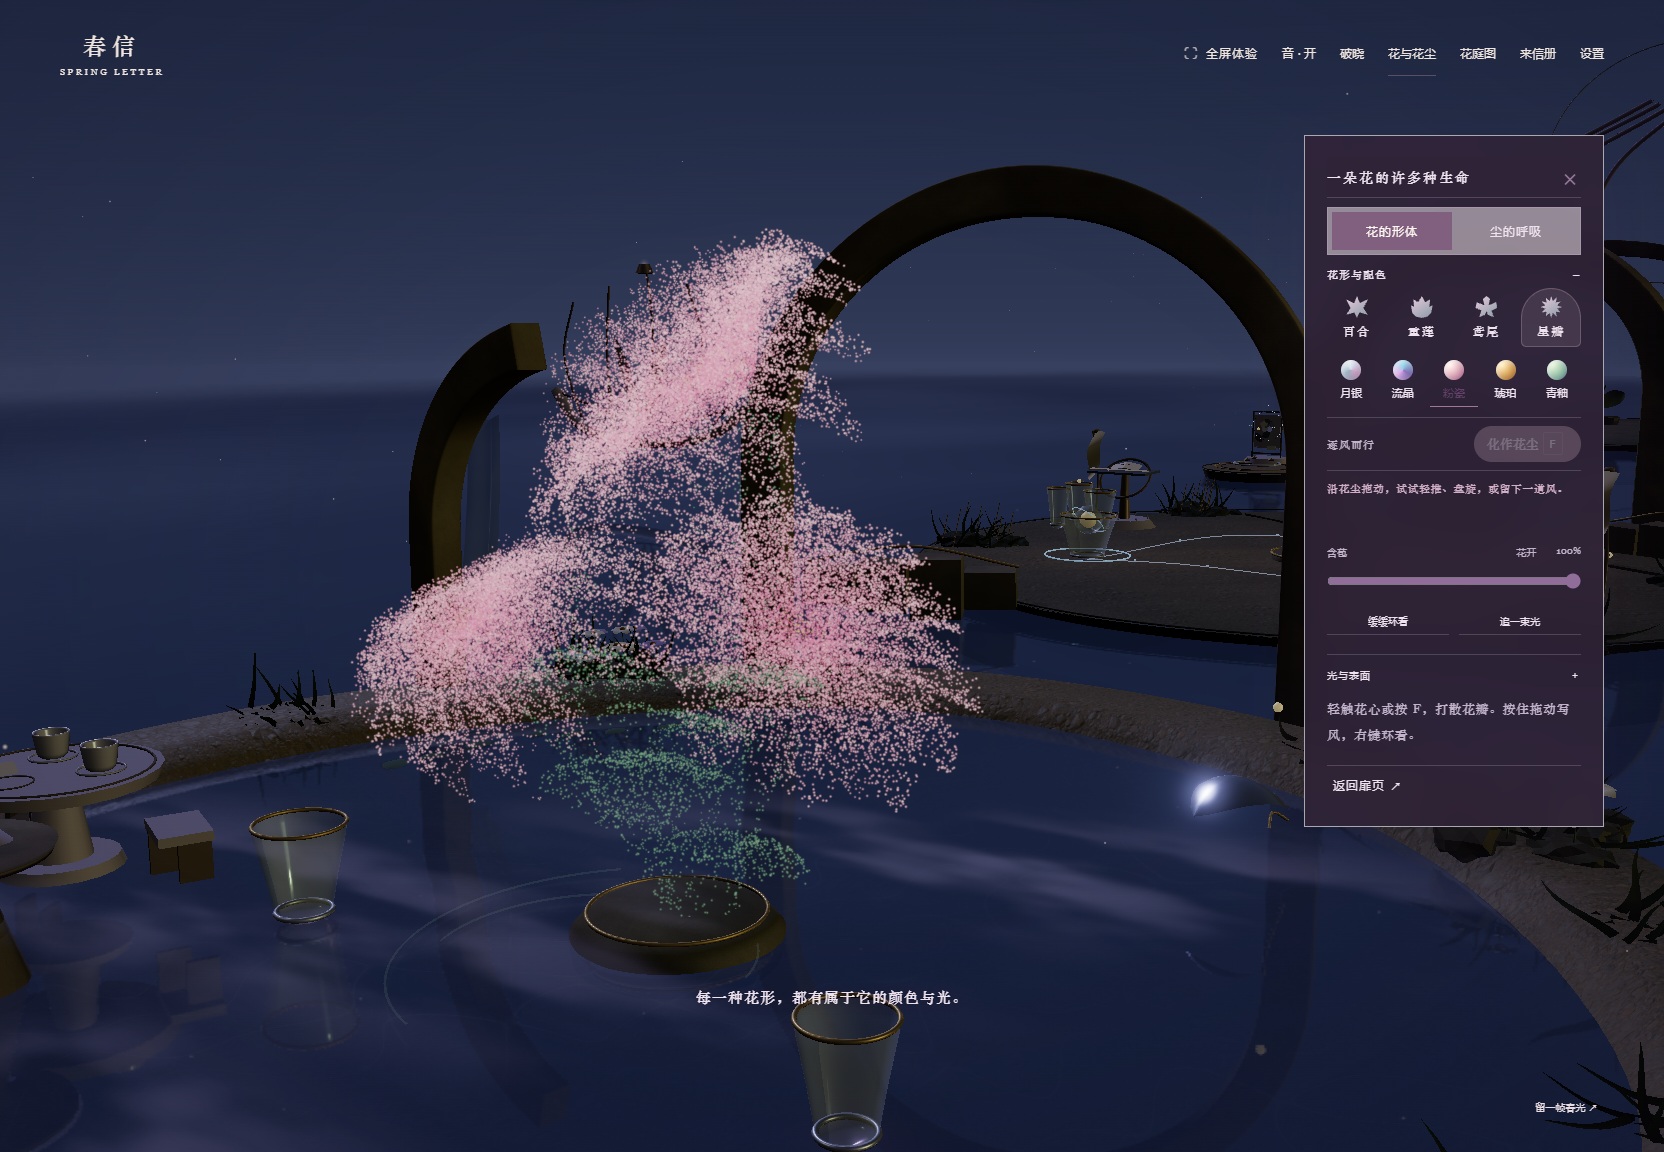 春信
SPRING LETTER
全屏体验 音·开 破晓 花与花尘 花庭图 来信册 设置
一朵花的许多种生命
花的形体 尘的呼吸
花形与配色
百合 重莲 鸢尾 星瓣
月银 流晶 粉瓷 琥珀 青釉
逐风而行 化作花尘 F
沿花尘拖动，试试轻推、盘旋，或留下一道风。
含苞 花开 100%
缓缓环看 追一束光
光与表面
轻触花心或按 F，打散花瓣。按住拖动写
风，右键环看。
返回扉页 ↗
每一种花形，都有属于它的颜色与光。
留一帧春光 ↗